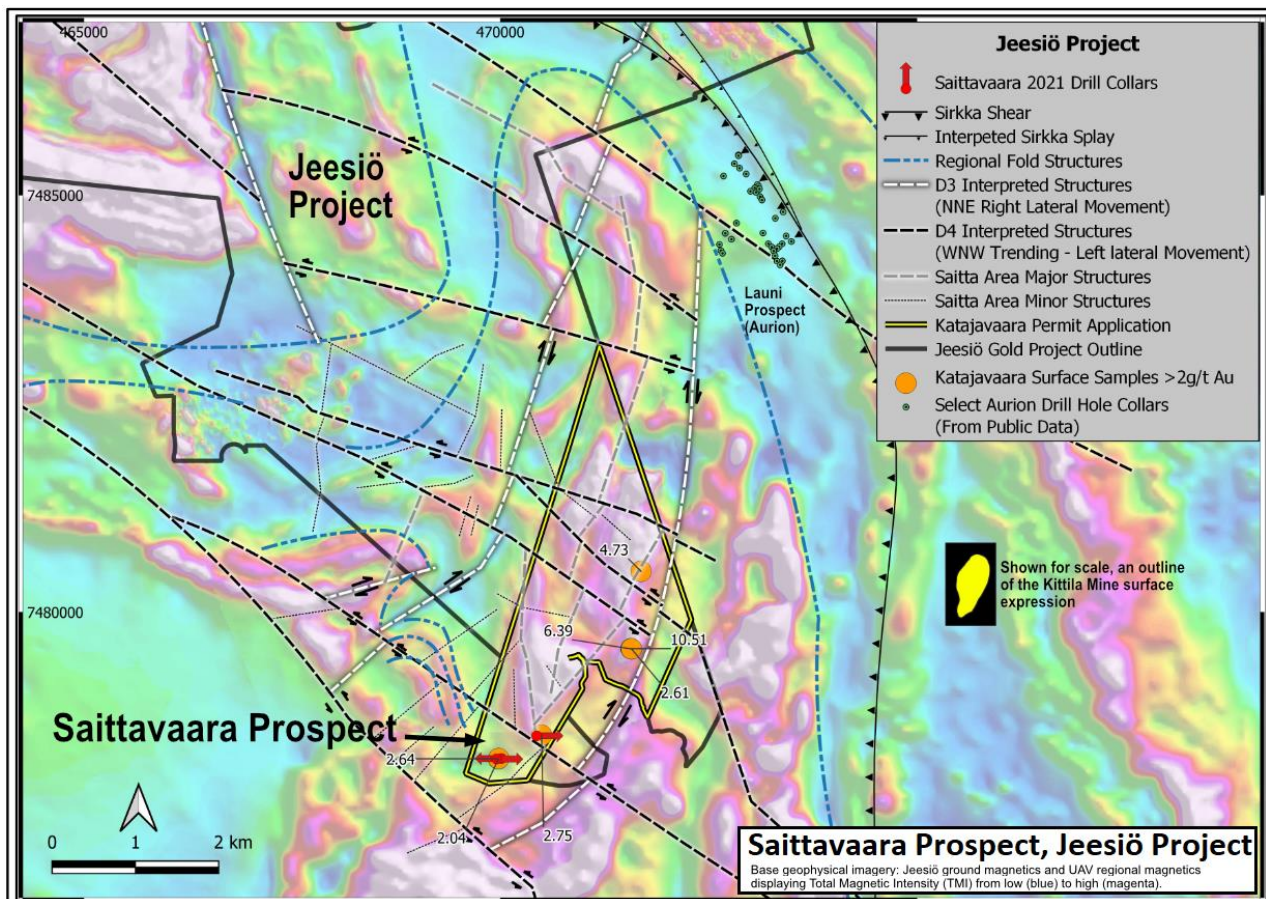 465000
470000
7485000
7480000
Jeesiö
Project
Launi
Prospect
(Aurion)
4.73
6.39
10.51
2.61
Saittavaara Prospect
2.64
2.04
2.75
0 1 2 km
Shown for scale, an outline
of the Kittila Mine surface
expression
Jeesiö Project
Saittavaara 2021 Drill Collars
Sirkka Shear
Interpeted Sirkka Splay
Regional Fold Structures
D3 Interpreted Structures
(NNE Right Lateral Movement)
D4 Interpreted Structures
(WNW Trending - Left lateral Movement)
Saitta Area Major Structures
Saitta Area Minor Structures
Katajavaara Permit Application
Jeesiö Gold Project Outline
Katajavaara Surface Samples >2g/t Au
Select Aurion Drill Hole Collars
(From Public Data)
Saittavaara Prospect, Jeesiö Project
Base geophysical imagery: Jeesiö ground magnetics and UAV regional magnetics
displaying Total Magnetic Intensity (TMI) from low (blue) to high (magenta).